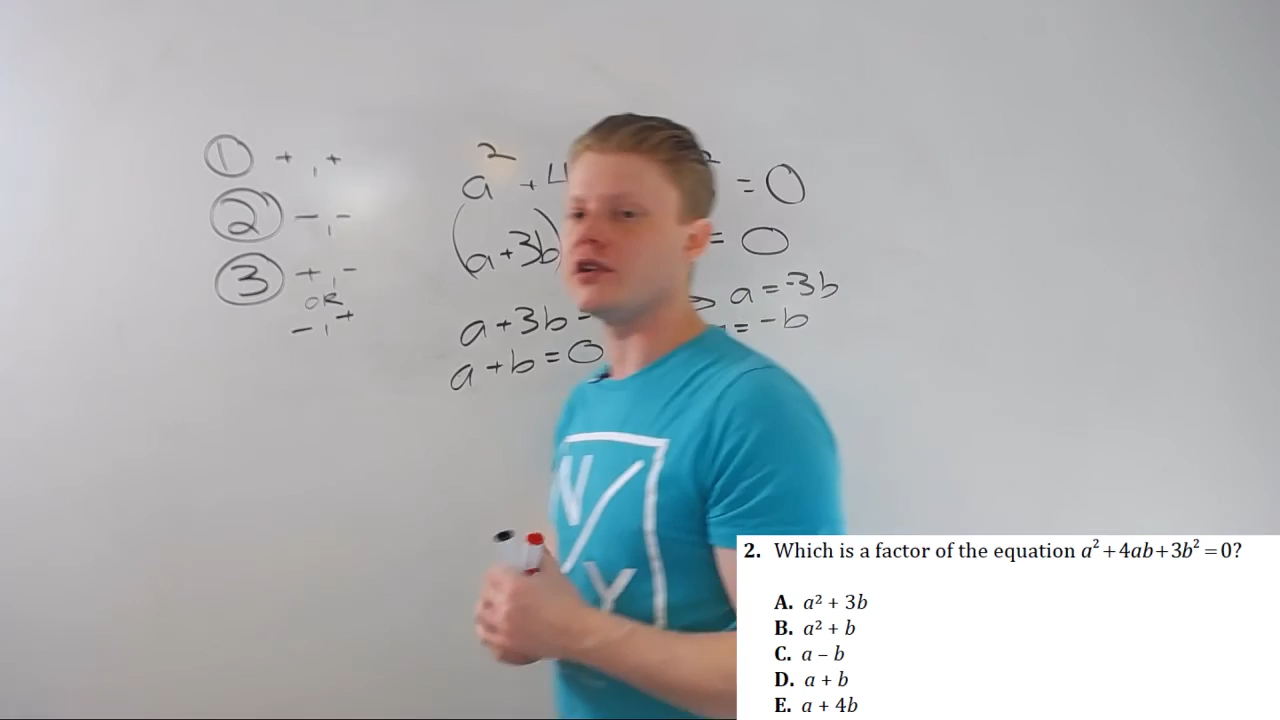 ① +,+
② -,-
③ +,-
OR
-,+
a² + 4 ² = 0
(a+3b) = 0
a+3b = → a = -3b
a+b = 0 = -b
N/Y
2. Which is a factor of the equation a² + 4ab + 3b² = 0?
A. a² + 3b
B. a² + b
C. a – b
D. a + b
E. a + 4b